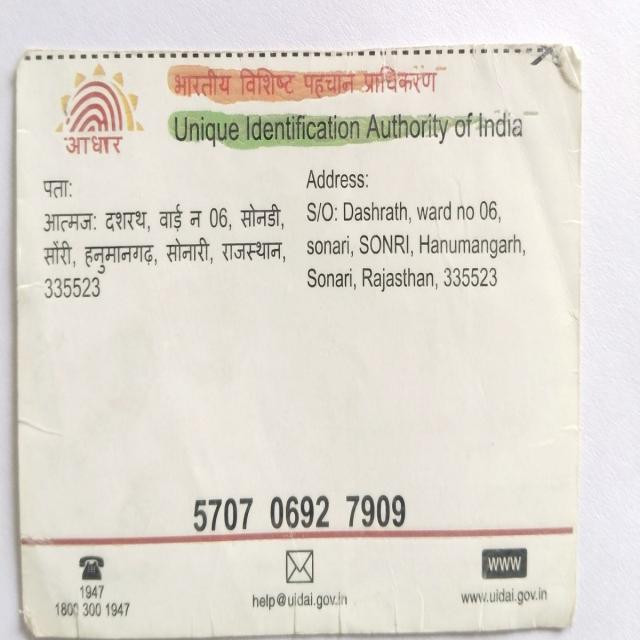 भारतीय विशिष्ट पहचान प्राधिकरण
Unique Identification Authority of India
आधार
पता:
आत्मज: दशरथ, वार्ड न 06, सोनडी,
सोंरी, हनुमानगढ़, सोनारी, राजस्थान,
335523
Address:
S/O: Dashrath, ward no 06,
sonari, SONRI, Hanumangarh,
Sonari, Rajasthan, 335523
5707 0692 7909
1947
1800 300 1947
help@uidai.gov.in
www
www.uidai.gov.in